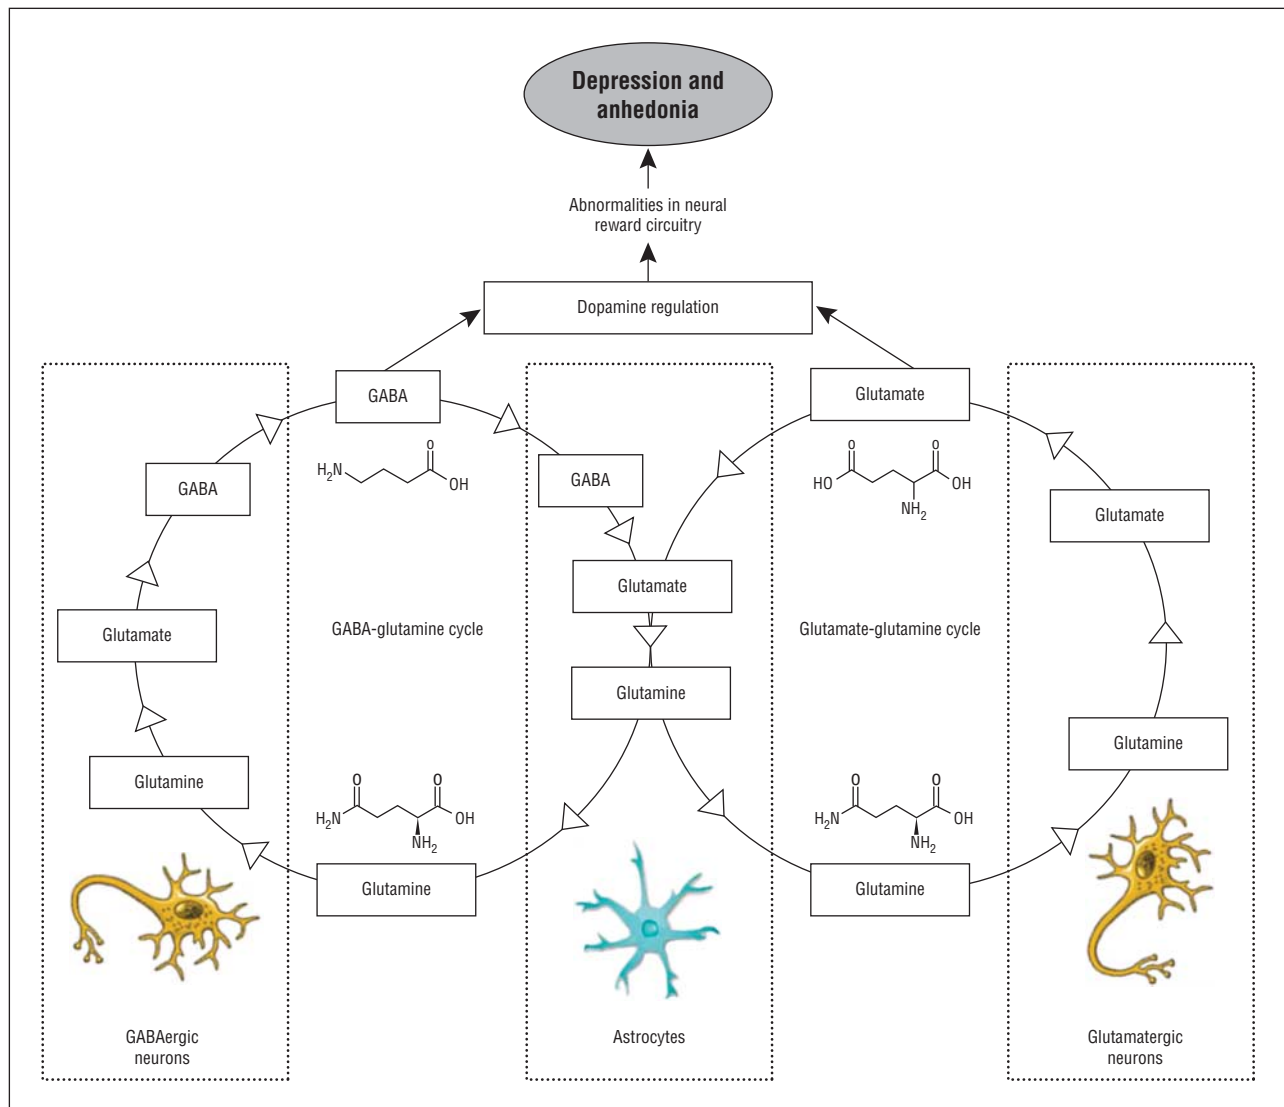 Depression and
anhedonia
Abnormalities in neural
reward circuitry
Dopamine regulation
GABA
Glutamate
GABA
GABA
Glutamate
H2N
O
OH
HO
O
O
OH
NH2
Glutamate
Glutamate
GABA-glutamine cycle
Glutamate-glutamine cycle
Glutamine
Glutamine
Glutamine
H2N
O
O
OH
NH2
H2N
O
O
OH
NH2
Glutamine
Glutamine
GABAergic
neurons
Astrocytes
Glutamatergic
neurons